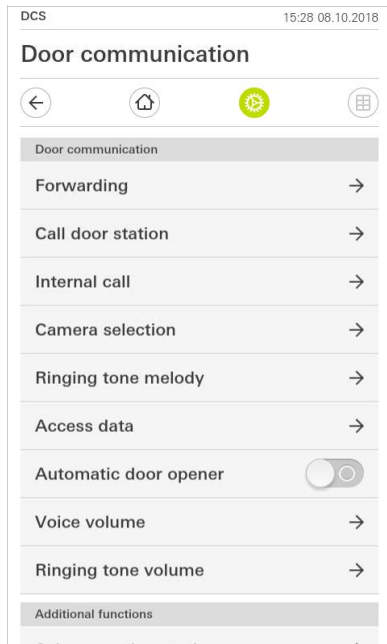 DCS 15:28 08.10.2018
Door communication
Door communication
Forwarding
Call door station
Internal call
Camera selection
Ringing tone melody
Access data
Automatic door opener
Voice volume
Ringing tone volume
Additional functions